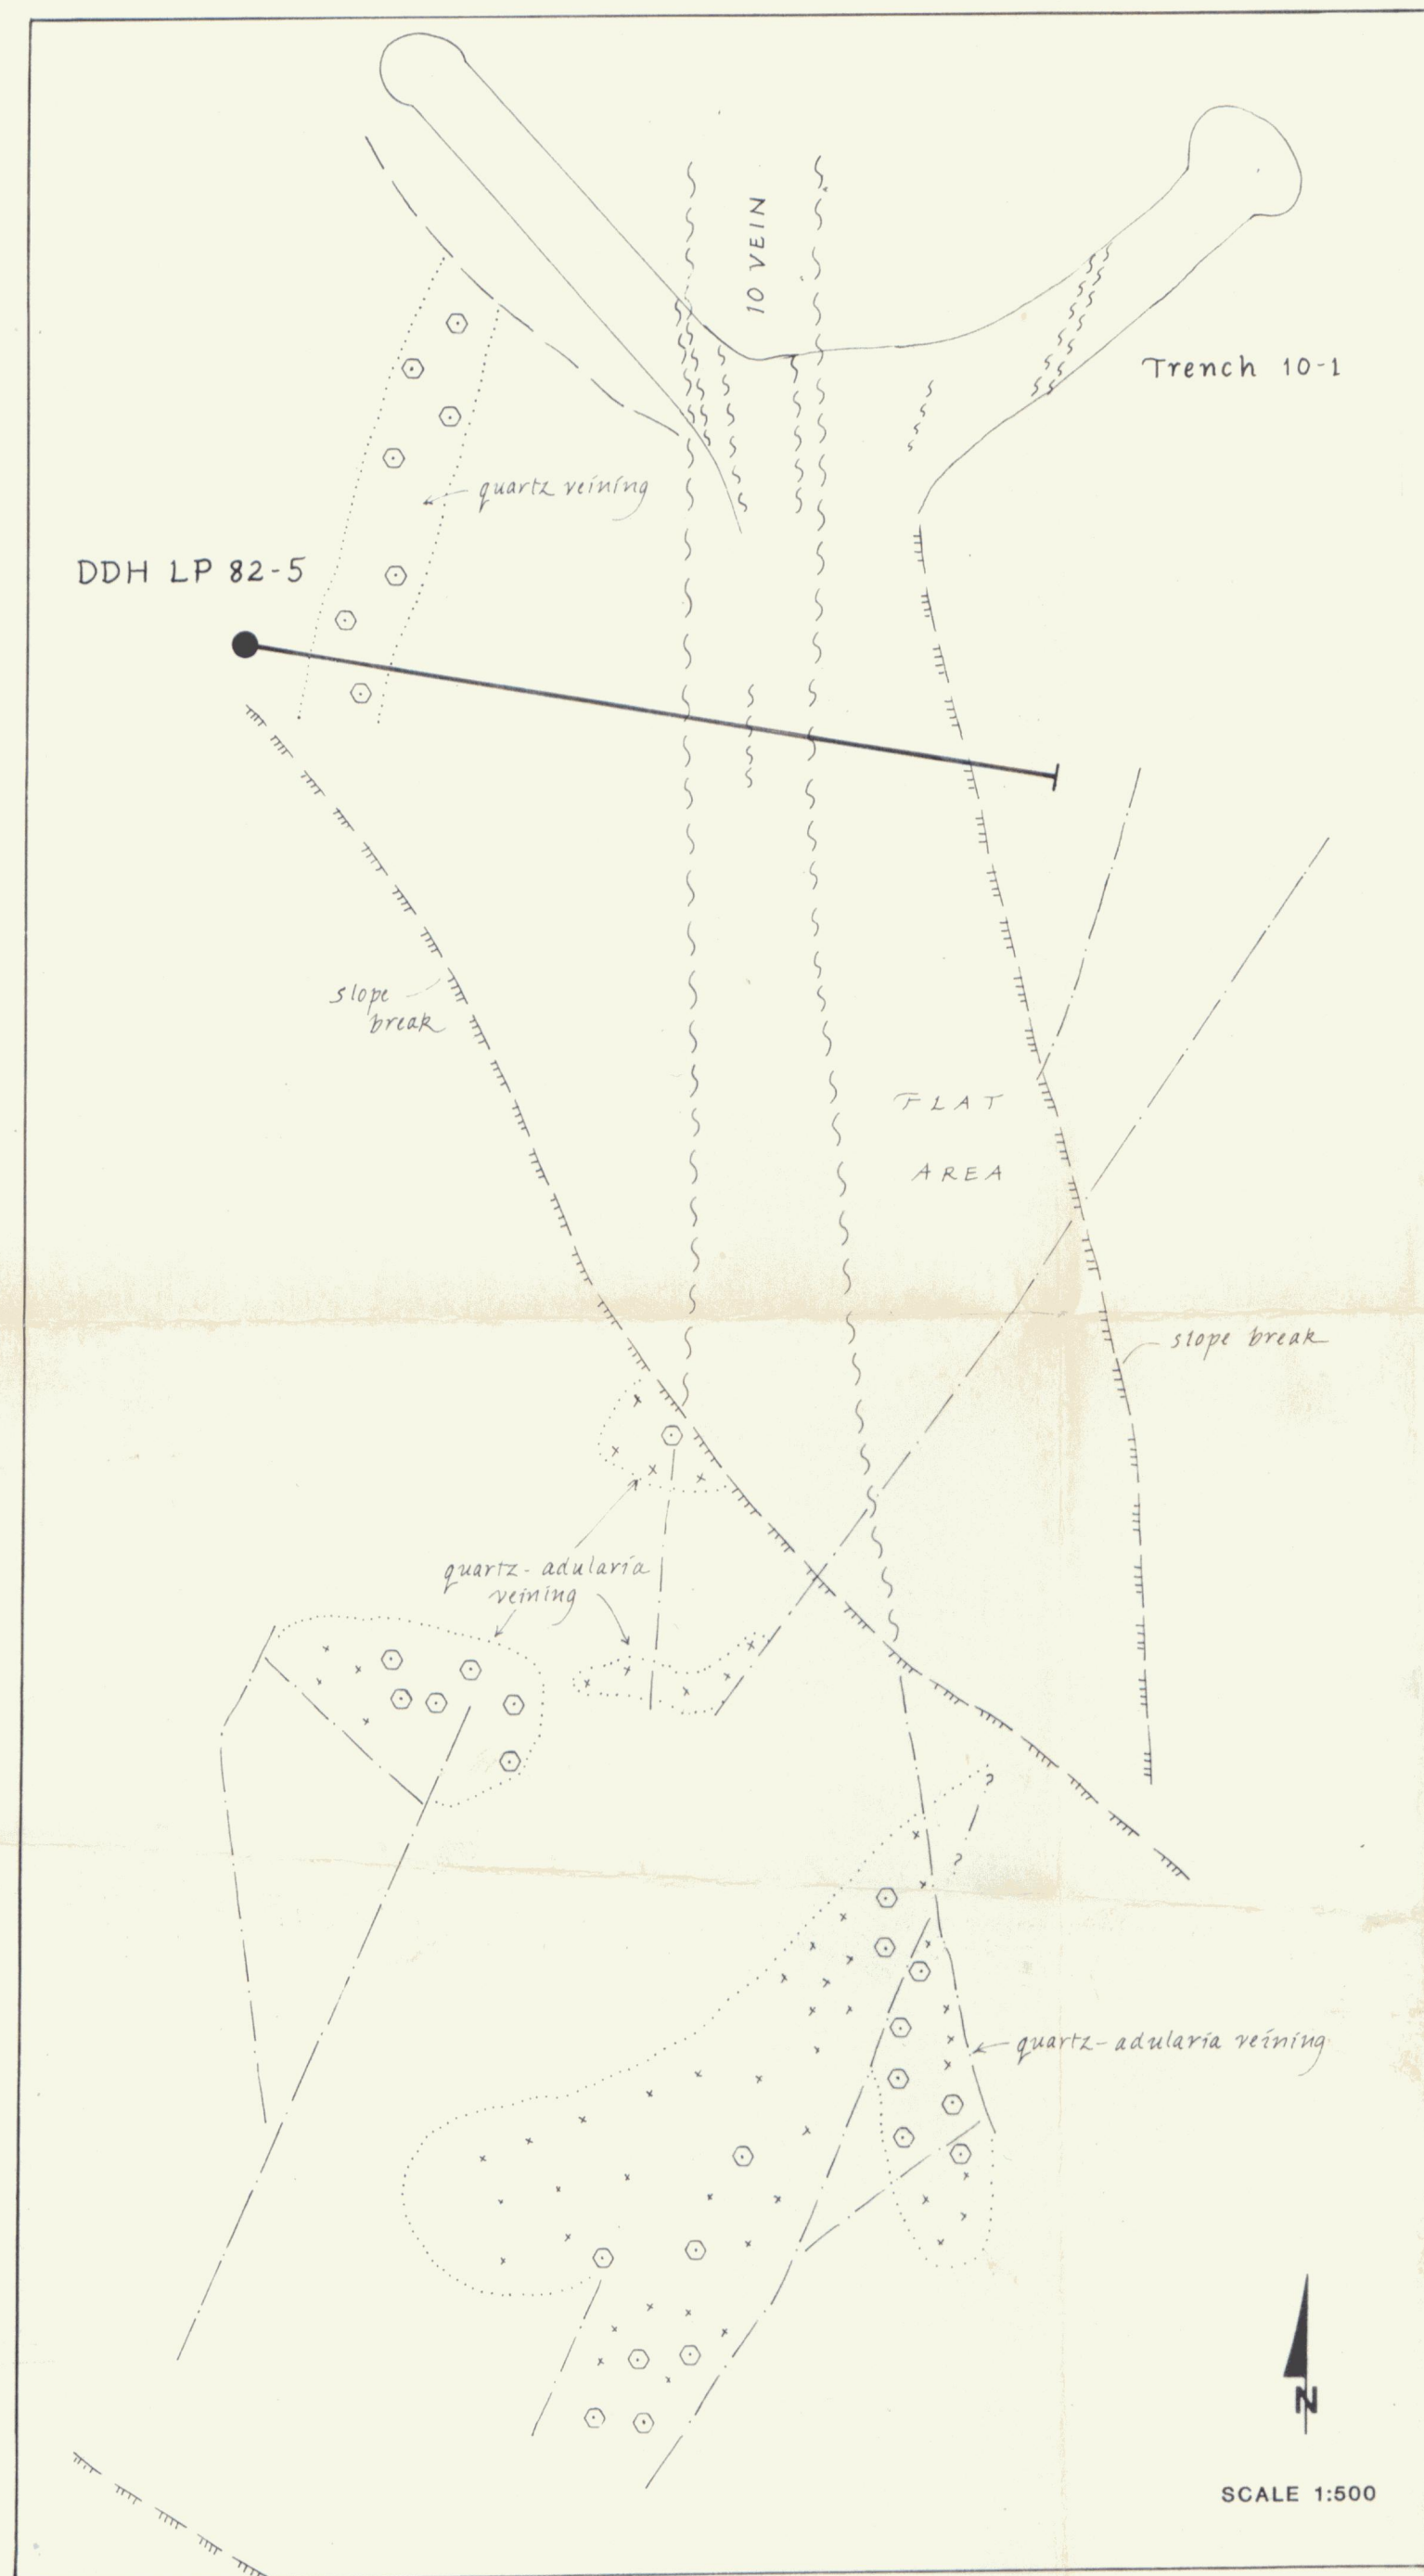 10 VEIN
Trench 10-1
quartz veining
DDH LP 82-5
slope
break
FLAT
AREA
slope break
quartz-adularia
veining
?
?
quartz-adularia veining
N
SCALE 1:500